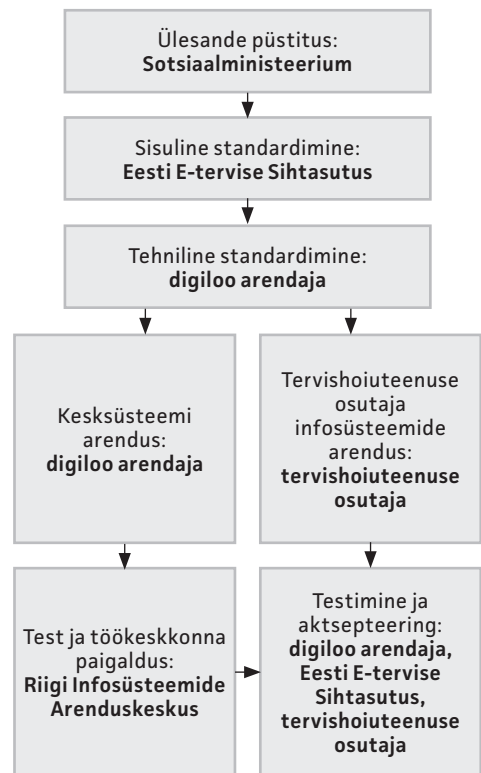 Ülesande püstitus:
Sotsiaalministeerium
Sisuline standardimine:
Eesti E-tervise Sihtasutus
Tehniline standardimine:
digiloo arendaja
Kesksüsteemi
arendus:
digiloo arendaja
Tervishoiuteenuse
osutaja
infosüsteemide
arendus:
tervishoiuteenuse
osutaja
Test ja töökeskkonna
paigaldus:
Riigi Infosüsteemide
Arenduskeskus
Testimine ja
aktsepteering:
digiloo arendaja,
Eesti E-tervise
Sihtasutus,
tervishoiuteenuse
osutaja